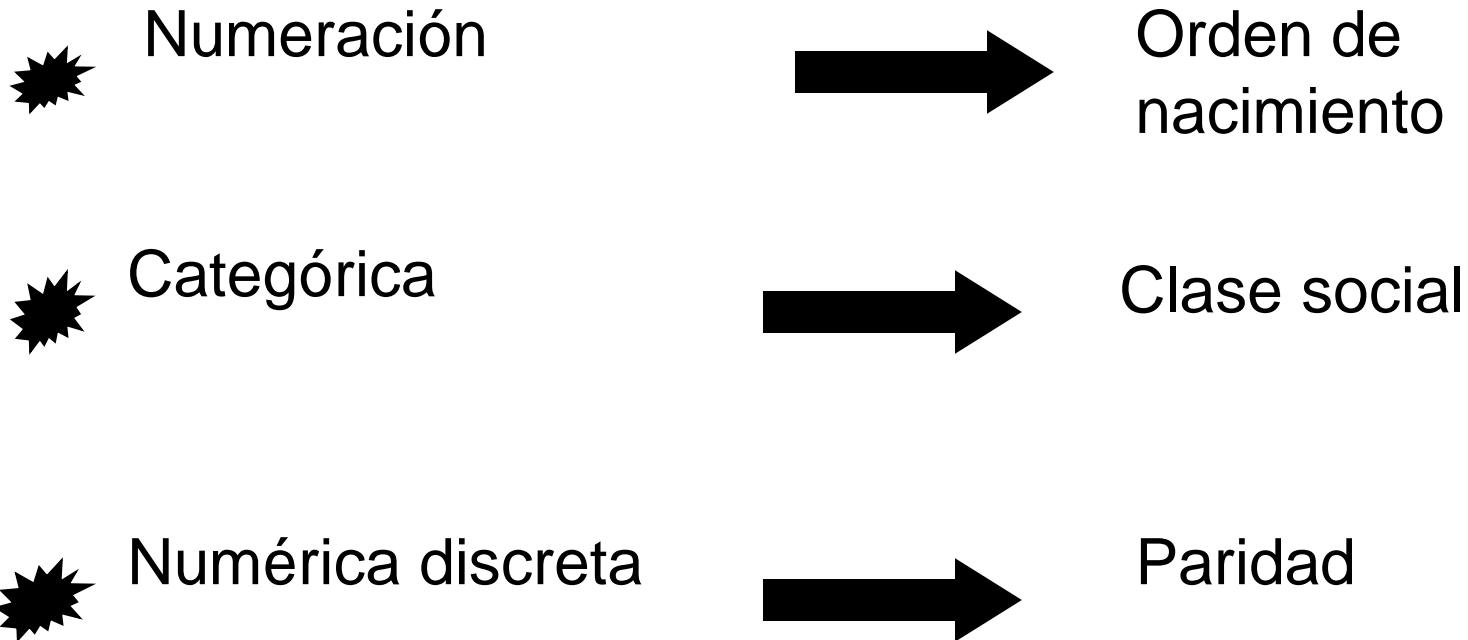 Numeración
Orden de
nacimiento
Categórica
Clase social
Numérica discreta
Paridad